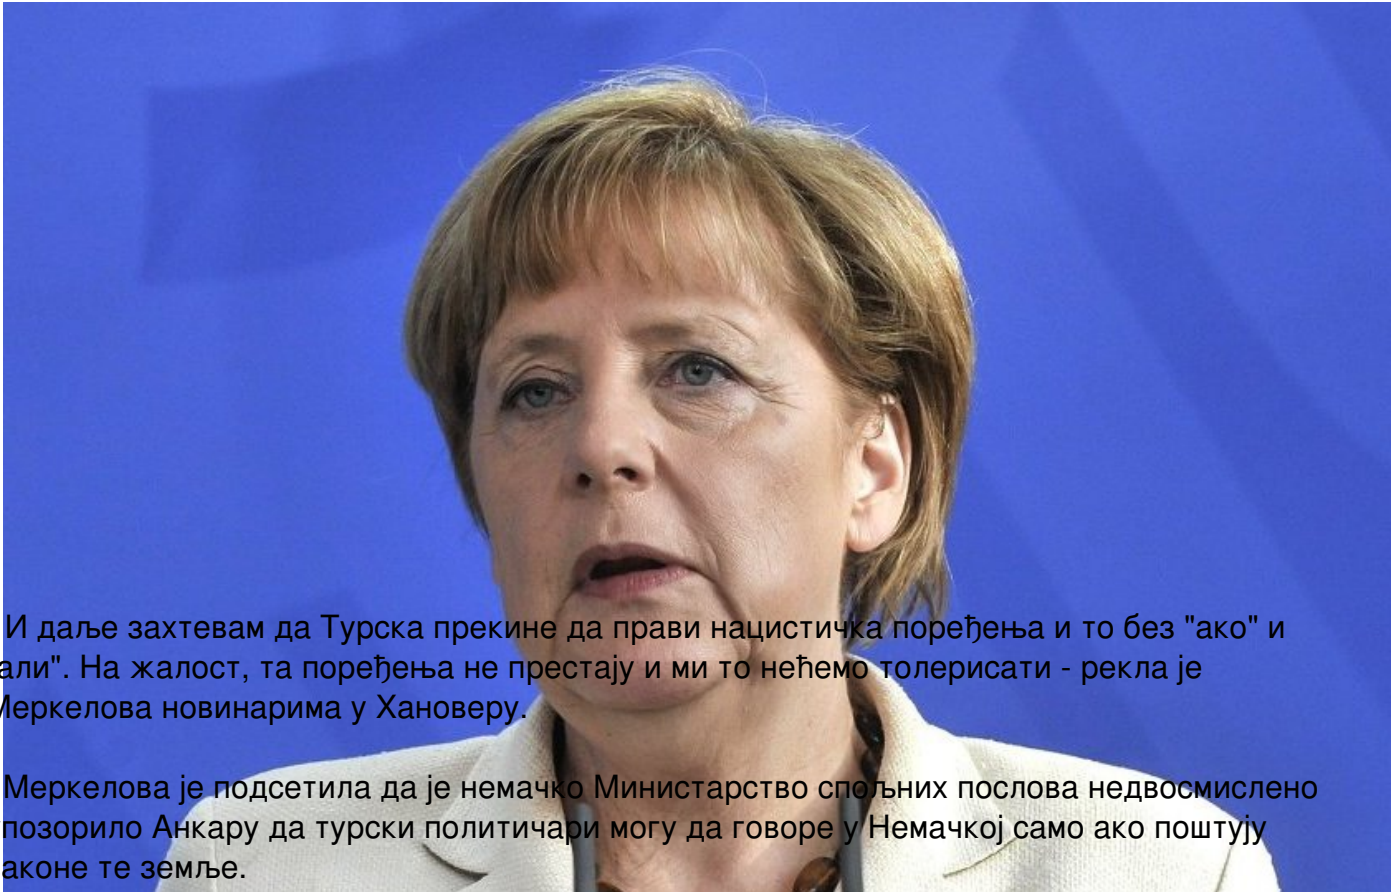 И даље захтевам да Турска прекине да прави нацистичка поређења и то без "ако" и
али". На жалост, та поређења не престају и ми то нећемо толерисати - рекла је
Меркелова новинарима у Хановеру.
Меркелова је подсетила да је немачко Министарство спољних послова недвосмислено
позорило Анкару да турски политичари могу да говоре у Немачкој само ако поштују
аконе те земље.